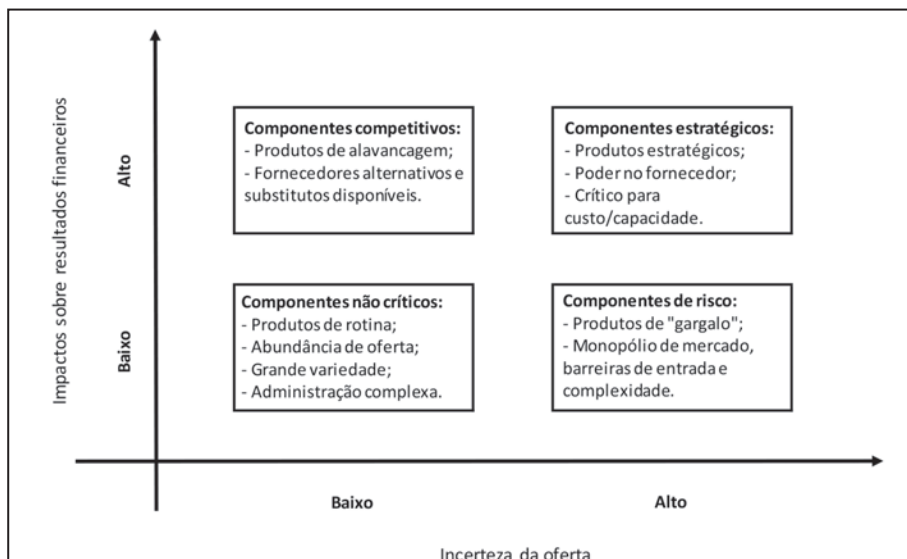 Impactos sobre resultados financeiros
Alto
Componentes competitivos:
- Produtos de alavancagem;
- Fornecedores alternativos e
substitutos disponíveis.
Componentes estratégicos:
- Produtos estratégicos;
- Poder no fornecedor;
- Crítico para
custo/capacidade.
Baixo
Componentes não críticos:
- Produtos de rotina;
- Abundância de oferta;
- Grande variedade;
- Administração complexa.
Componentes de risco:
- Produtos de "gargalo";
- Monopólio de mercado,
barreiras de entrada e
complexidade.
Baixo
Alto
Incerteza da oferta